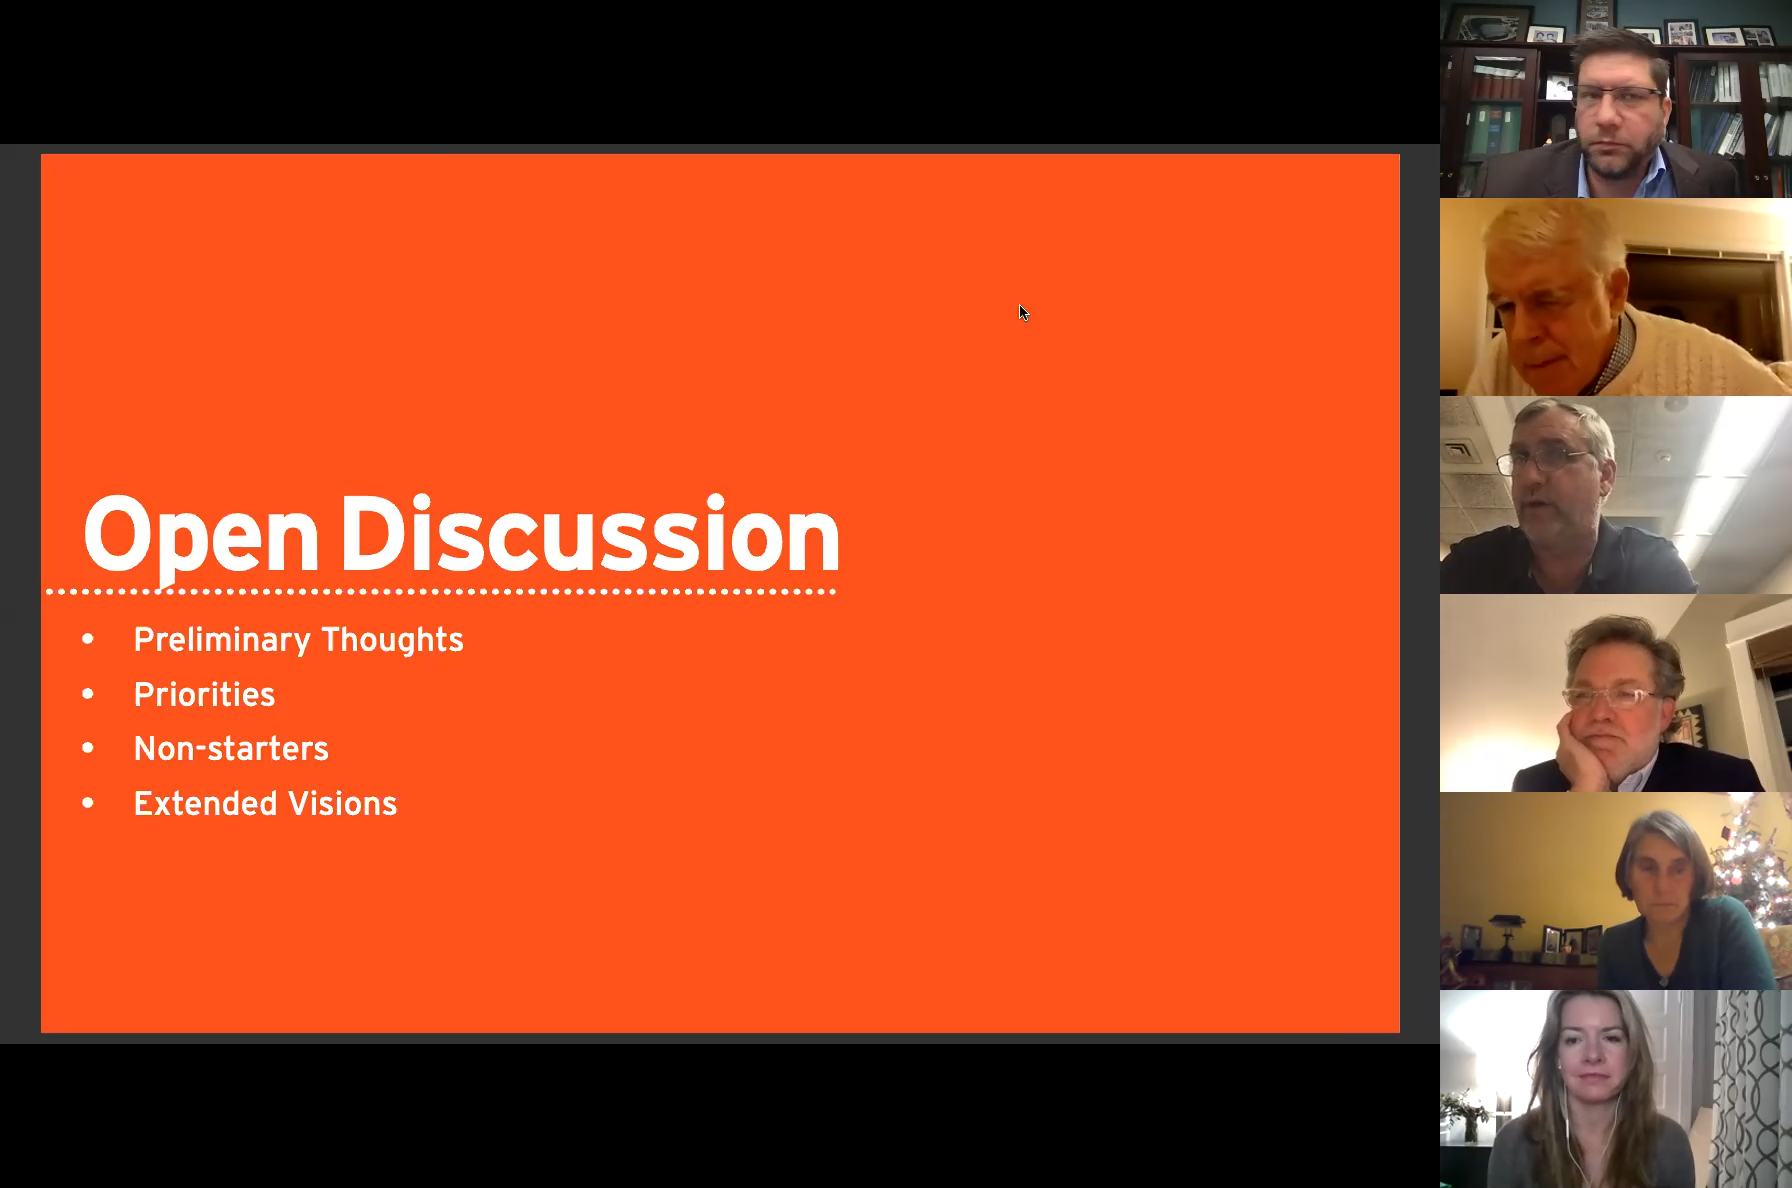 Open Discussion
• Preliminary Thoughts
• Priorities
• Non-starters
• Extended Visions